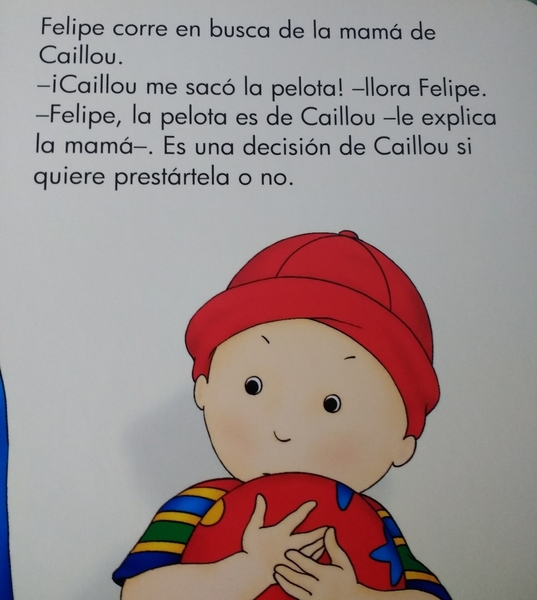 Felipe corre en busca de la mamá de
Caillou.
–¡Caillou me sacó la pelota! –llora Felipe.
–Felipe, la pelota es de Caillou –le explica
la mamá–. Es una decisión de Caillou si
quiere prestártela o no.